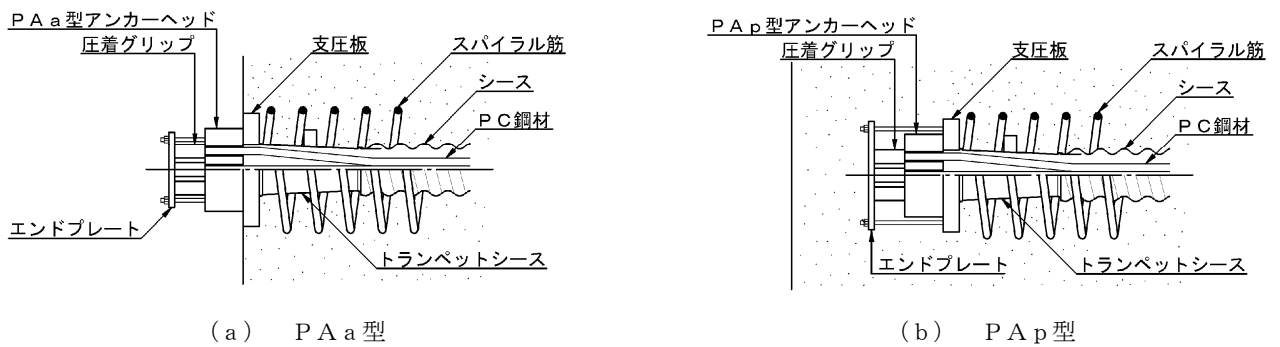 ＰＡａ型アンカーヘッド
圧着グリップ
支圧板
スパイラル筋
シース
ＰＣ鋼材
エンドプレート
トランペットシース
（a）　ＰＡａ型
ＰＡｐ型アンカーヘッド
圧着グリップ
支圧板
スパイラル筋
シース
ＰＣ鋼材
エンドプレート
トランペットシース
（b）　ＰＡｐ型